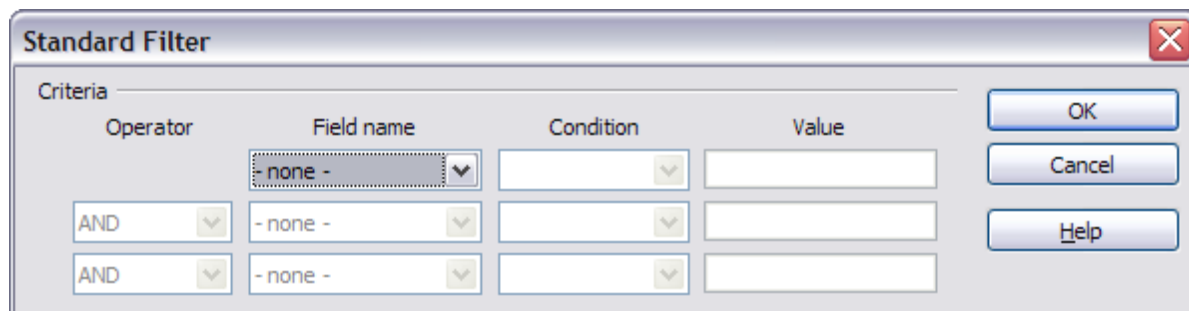 Standard Filter
Criteria
Operator Field name Condition Value
- none -
AND - none -
AND - none -
OK
Cancel
Help